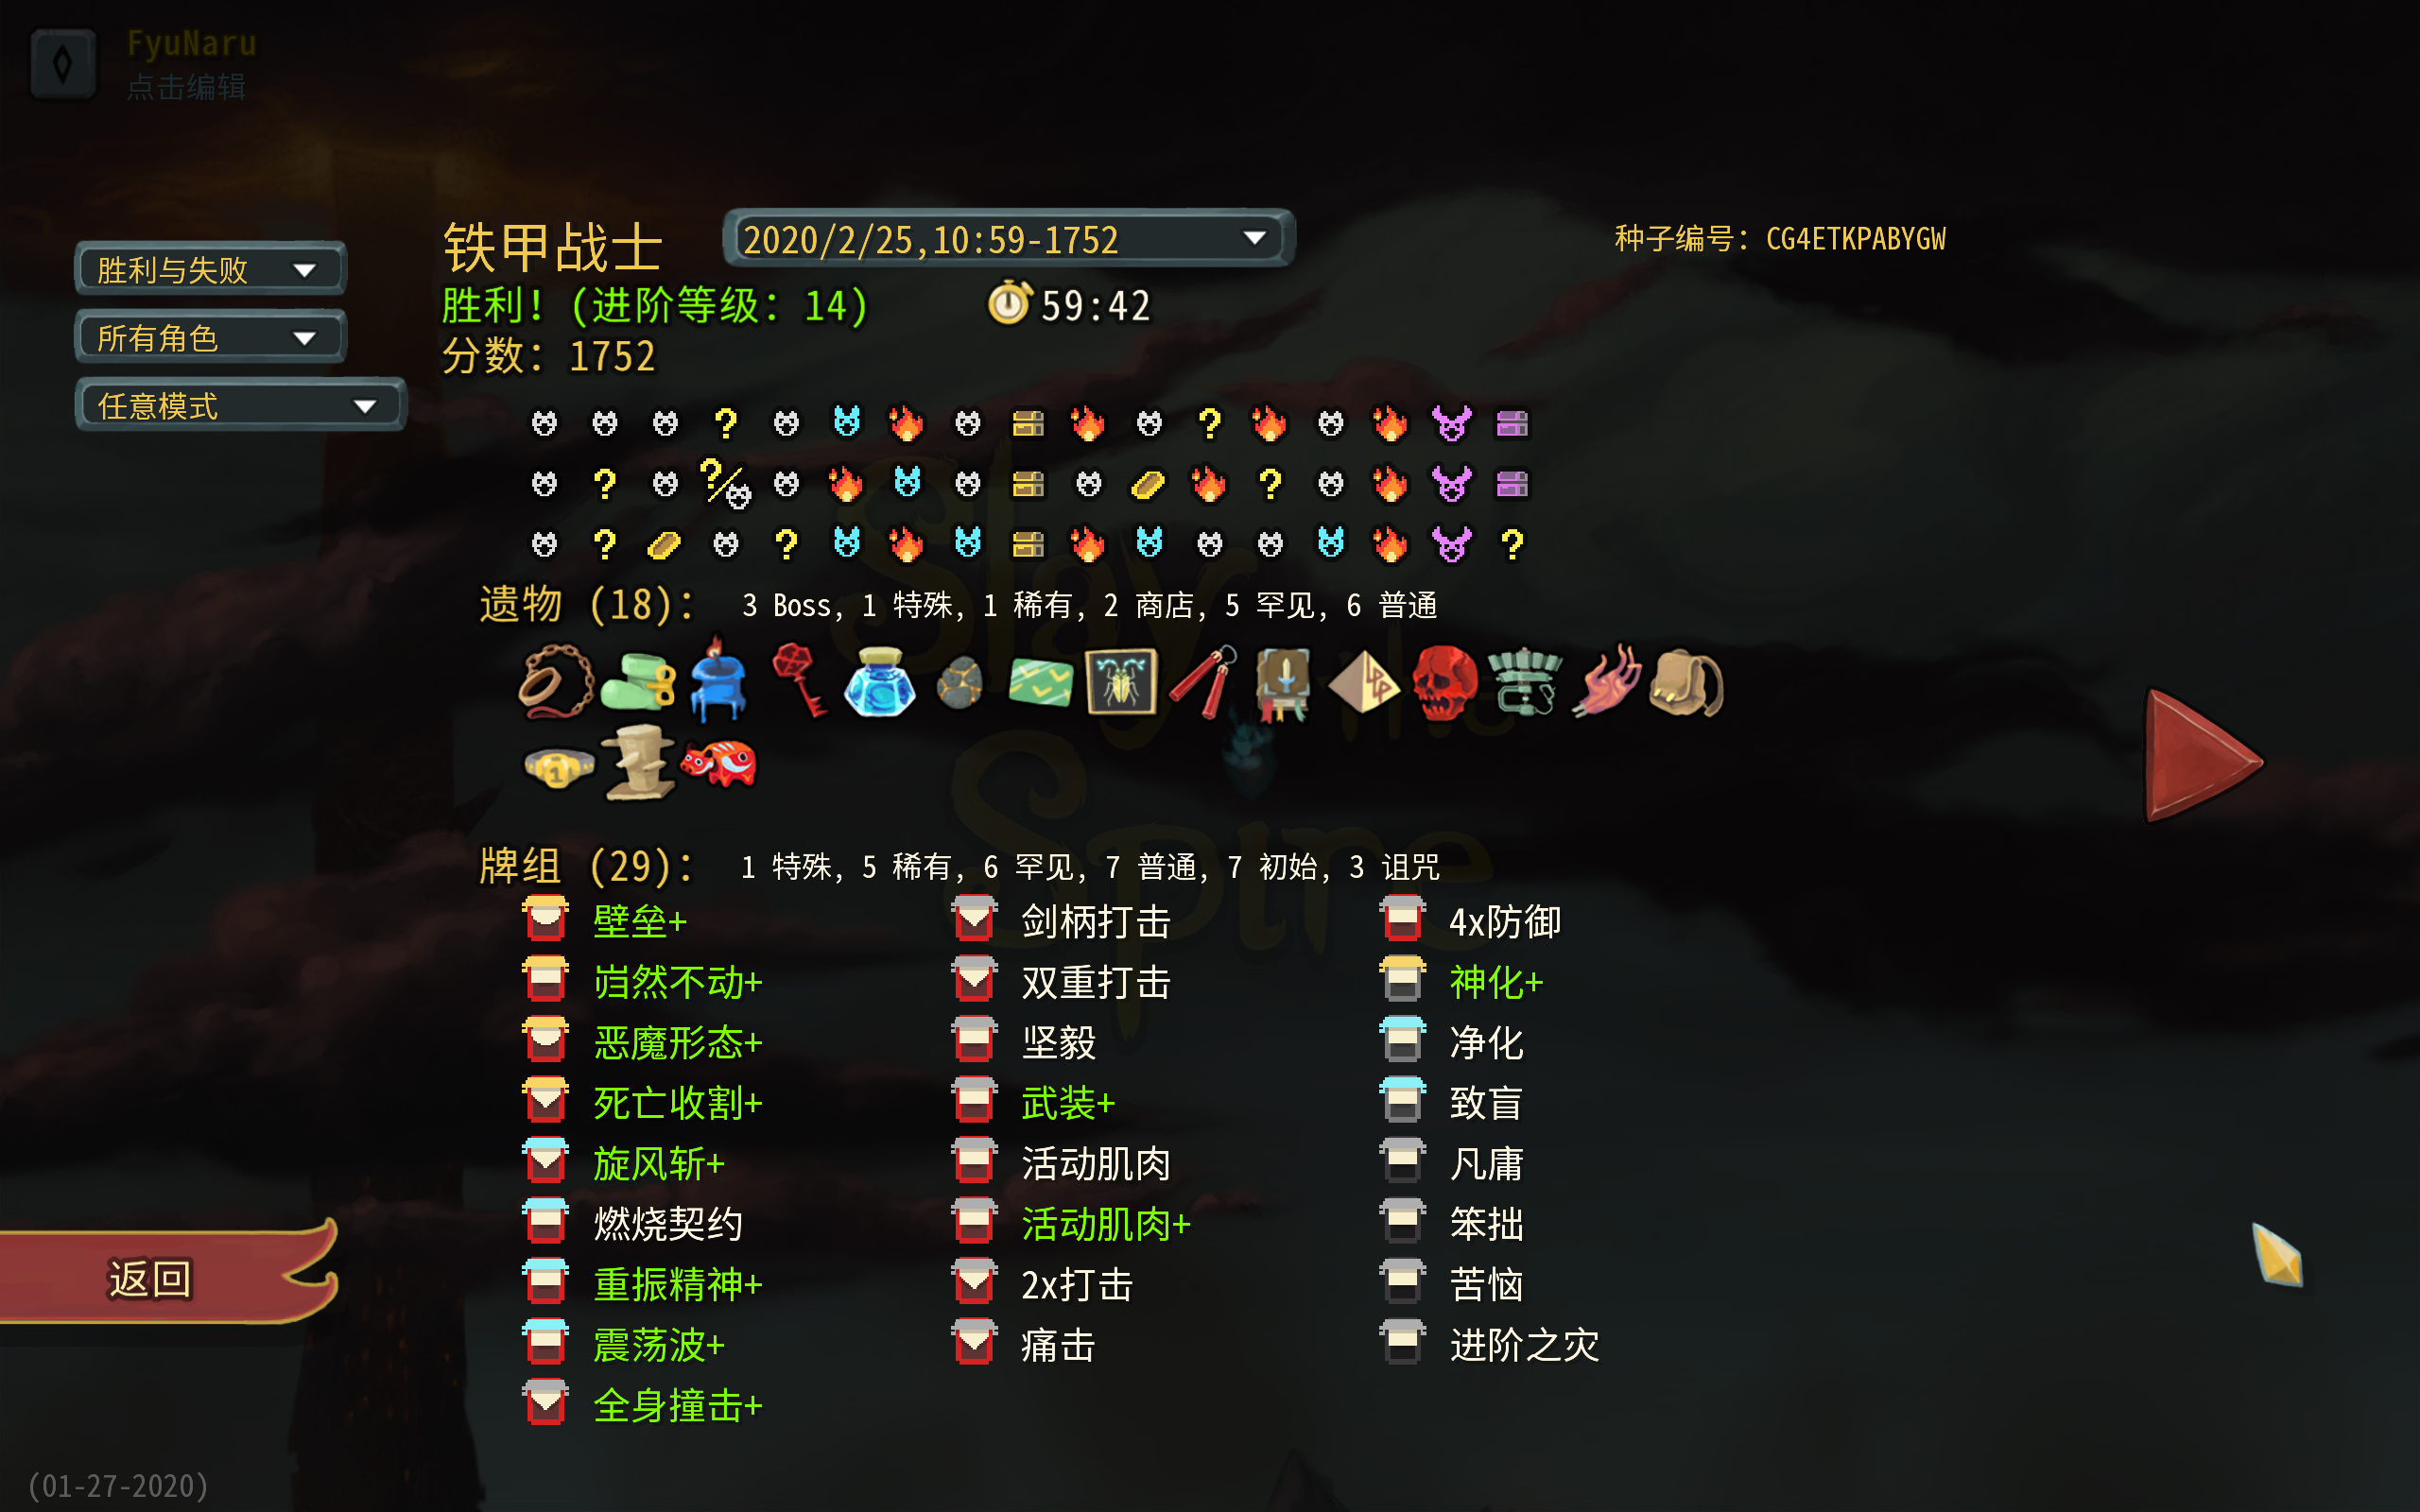 FyuNaru
点击编辑
铁甲战士
2020/2/25,10:59-1752
种子编号: CG4ETKPABYGW
胜利与失败
所有角色
任意模式
胜利! (进阶等级: 14)
59:42
分数: 1752
遗物 (18):
3 Boss, 1 特殊, 1 稀有, 2 商店, 5 罕见, 6 普通
Slay
the
Spire
牌组 (29):
1 特殊, 5 稀有, 6 罕见, 7 普通, 7 初始, 3 诅咒
壁垒+
岿然不动+
恶魔形态+
死亡收割+
旋风斩+
燃烧契约
重振精神+
震荡波+
全身撞击+
剑柄打击
双重打击
坚毅
武装+
活动肌肉
活动肌肉+
2x打击
痛击
4x防御
神化+
净化
致盲
凡庸
笨拙
苦恼
进阶之灾
返回
(01-27-2020)